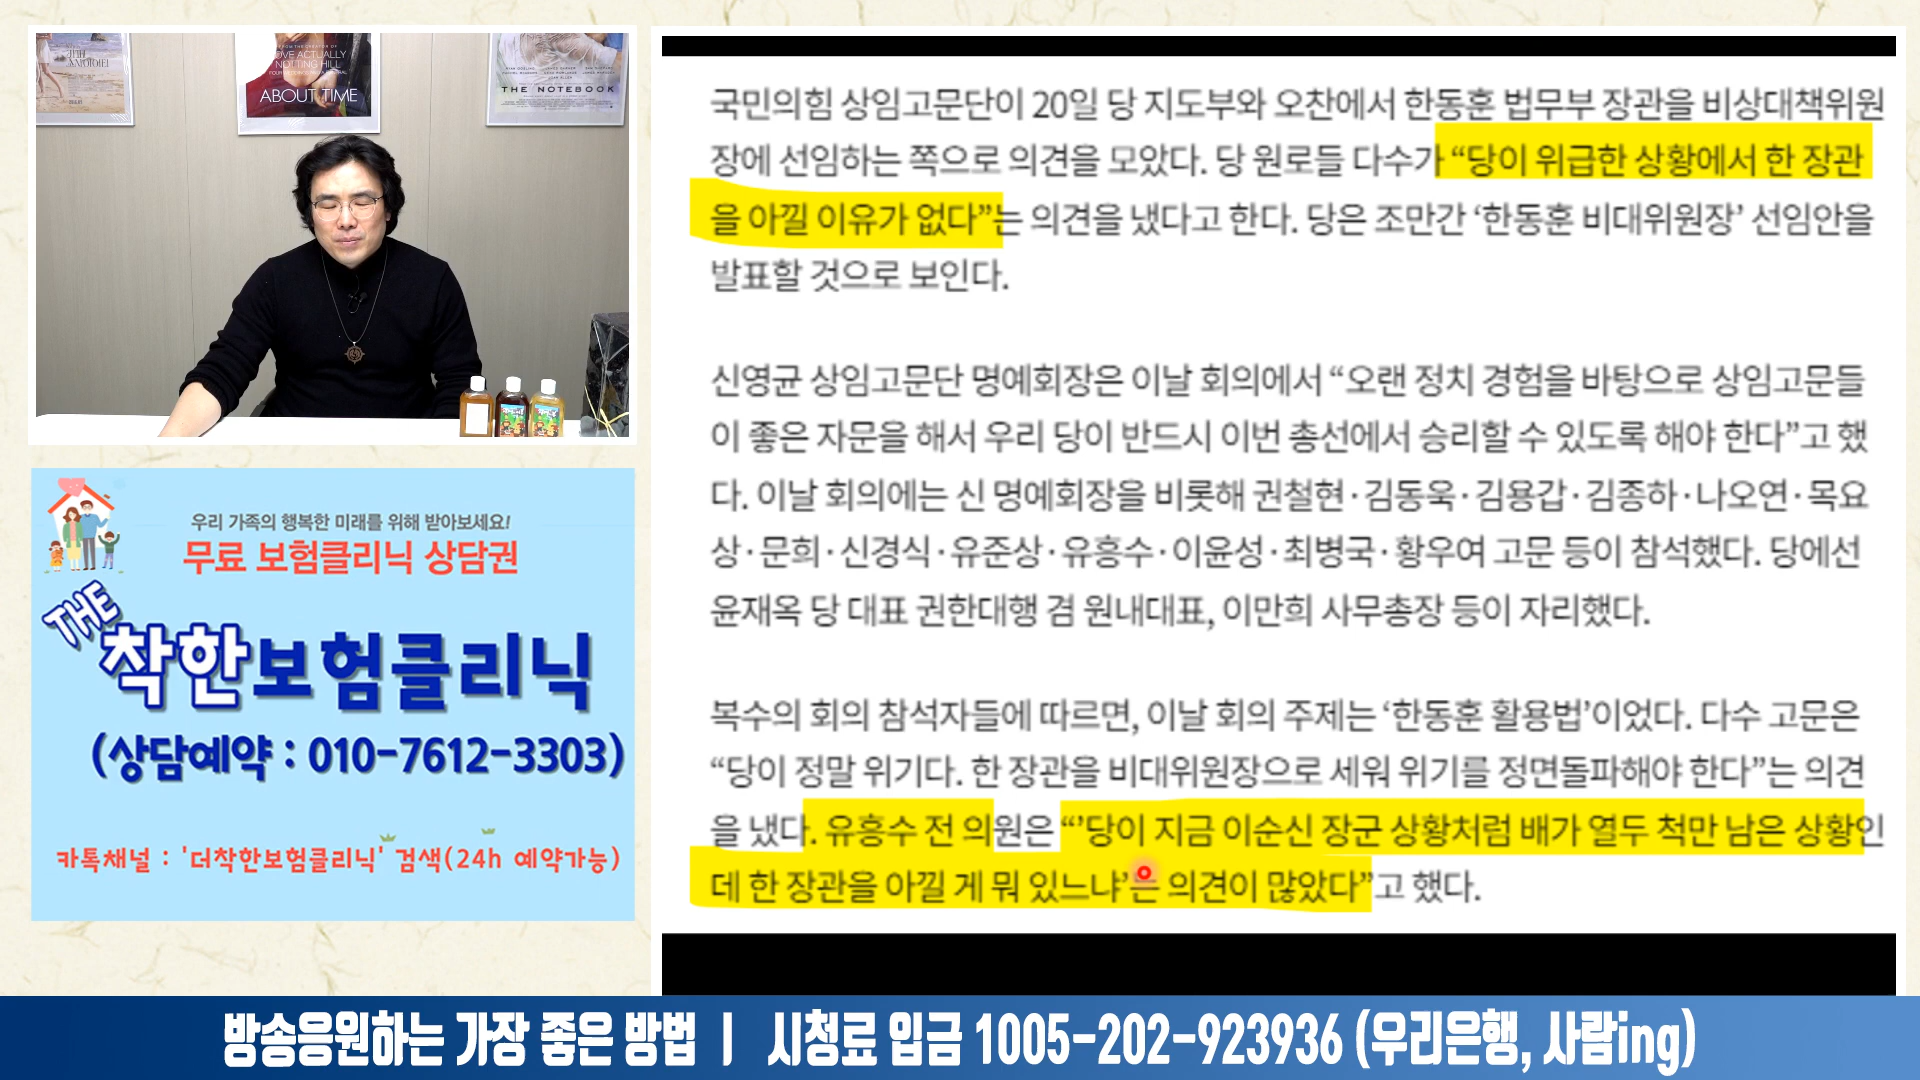 LOVE ACTUALLY
NOTTING HILL
ABOUT TIME
THE NOTEBOOK
우리 가족의 행복한 미래를 위해 받아보세요!
무료 보험클리닉 상담권
THE
착한보험클리닉
(상담예약 : 010-7612-3303)
카톡채널 : '더착한보험클리닉' 검색(24h 예약가능)
국민의힘 상임고문단이 20일 당 지도부와 오찬에서 한동훈 법무부 장관을 비상대책위원
장에 선임하는 쪽으로 의견을 모았다. 당 원로들 다수가 “당이 위급한 상황에서 한 장관
을 아낄 이유가 없다”는 의견을 냈다고 한다. 당은 조만간 ‘한동훈 비대위원장’ 선임안을
발표할 것으로 보인다.
신영균 상임고문단 명예회장은 이날 회의에서 “오랜 정치 경험을 바탕으로 상임고문들
이 좋은 자문을 해서 우리 당이 반드시 이번 총선에서 승리할 수 있도록 해야 한다”고 했
다. 이날 회의에는 신 명예회장을 비롯해 권철현·김동욱·김용갑·김종하·나오연·목요
상·문희·신경식·유준상·유흥수·이윤성·최병국·황우여 고문 등이 참석했다. 당에선
윤재옥 당 대표 권한대행 겸 원내대표, 이만희 사무총장 등이 자리했다.
복수의 회의 참석자들에 따르면, 이날 회의 주제는 ‘한동훈 활용법’이었다. 다수 고문은
“당이 정말 위기다. 한 장관을 비대위원장으로 세워 위기를 정면돌파해야 한다”는 의견
을 냈다. 유흥수 전 의원은 “’당이 지금 이순신 장군 상황처럼 배가 열두 척만 남은 상황인
데 한 장관을 아낄 게 뭐 있느냐’는 의견이 많았다”고 했다.
방송응원하는 가장 좋은 방법 | 시청료 입금 1005-202-923936 (우리은행, 사람ing)